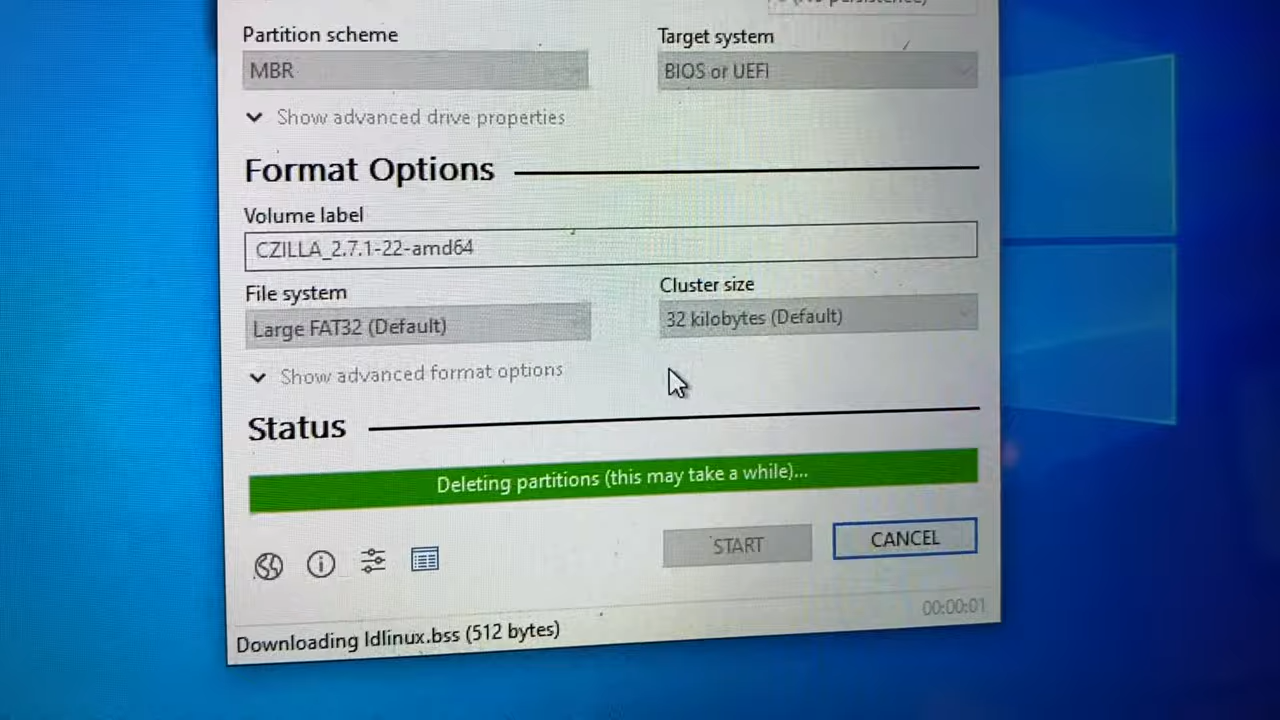 Partition scheme
Target system
MBR
BIOS or UEFI
Show advanced drive properties
Format Options
Volume label
CZILLA_2.7.1-22-amd64
File system
Cluster size
Large FAT32 (Default)
32 kilobytes (Default)
Show advanced format options
Status
Deleting partitions (this may take a while)...
START
CANCEL
00:00:01
Downloading ldlinux.bss (512 bytes)